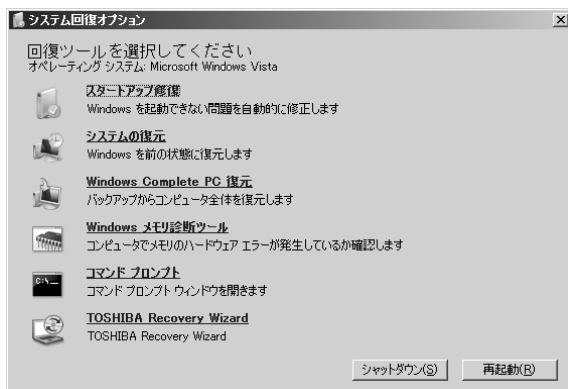 システム回復オプション
回復ツールを選択してください
オペレーティング システム: Microsoft Windows Vista
スタートアップ修復
Windows を起動できない問題を自動的に修正します
システムの復元
Windows を前の状態に復元します
Windows Complete PC 復元
バックアップからコンピュータ全体を復元します
Windows メモリ診断ツール
コンピュータでメモリのハードウェア エラーが発生しているか確認します
C:\_
コマンド プロンプト
コマンド プロンプト ウィンドウを開きます
TOSHIBA Recovery Wizard
TOSHIBA Recovery Wizard
シャットダウン(S)
再起動(R)